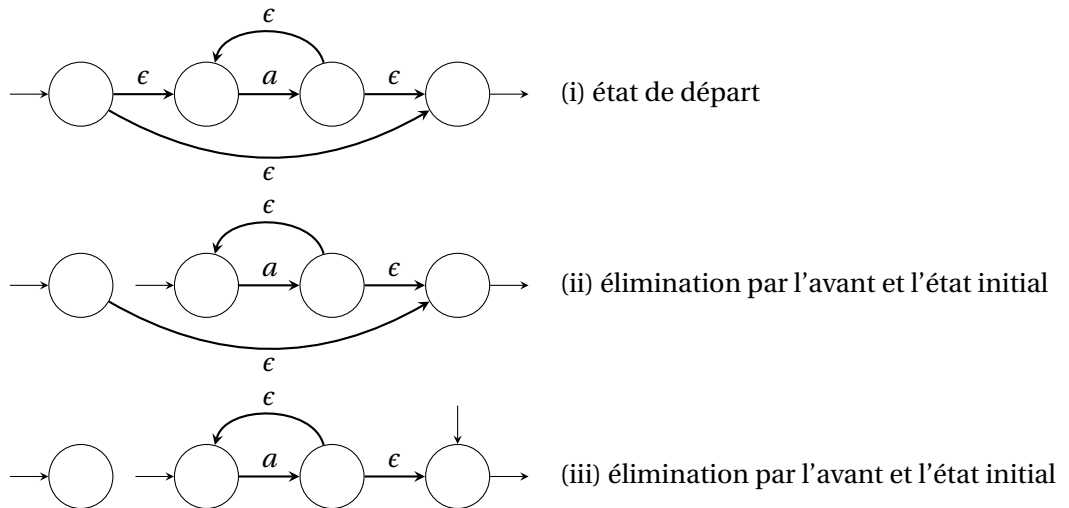 ϵ
ϵ a ϵ (i) état de départ
ϵ
ϵ
a ϵ (ii) élimination par l'avant et l'état initial
ϵ
ϵ
a ϵ (iii) élimination par l'avant et l'état initial